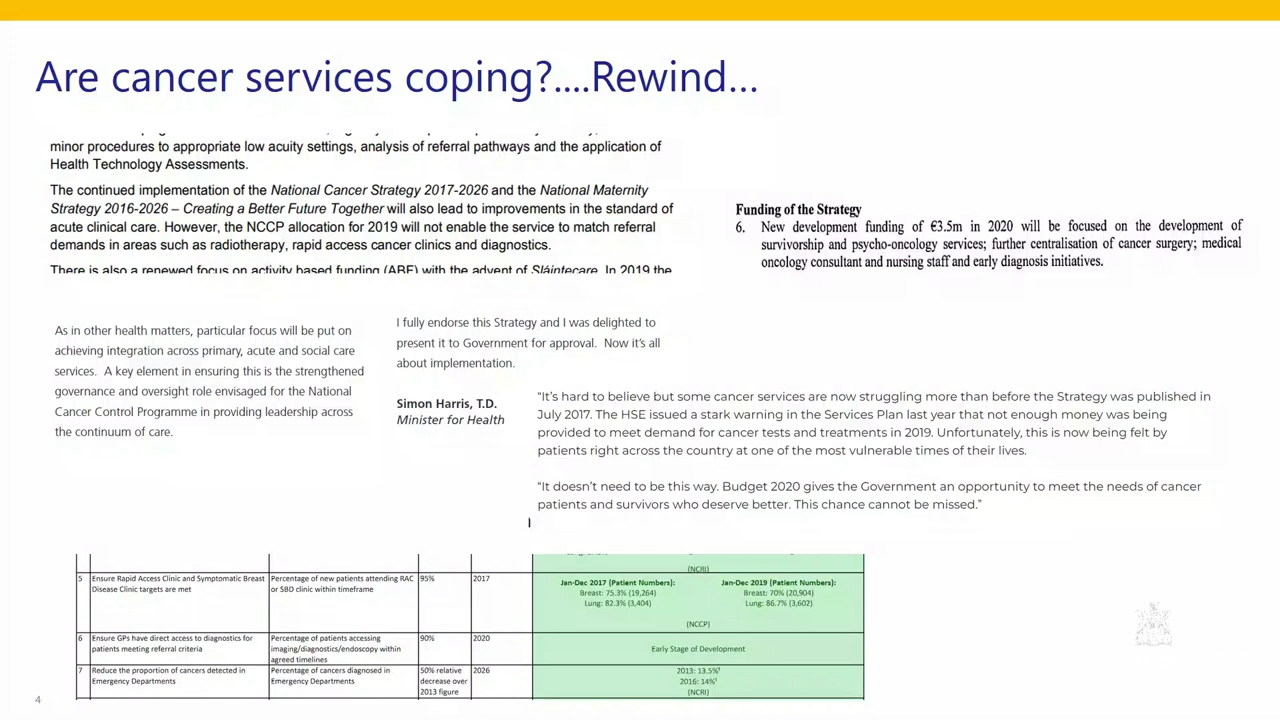 Are cancer services coping?....Rewind...
minor procedures to appropriate low acuity settings, analysis of referral pathways and the application of
Health Technology Assessments.
The continued implementation of the National Cancer Strategy 2017-2026 and the National Maternity
Strategy 2016-2026 – Creating a Better Future Together will also lead to improvements in the standard of
acute clinical care. However, the NCCP allocation for 2019 will not enable the service to match referral
demands in areas such as radiotherapy, rapid access cancer clinics and diagnostics.
There is also a renewed focus on activity based funding (ABF) with the advent of Sláintecare. In 2019 the
Funding of the Strategy
6. New development funding of €3.5m in 2020 will be focused on the development of
survivorship and psycho-oncology services; further centralisation of cancer surgery; medical
oncology consultant and nursing staff and early diagnosis initiatives.
As in other health matters, particular focus will be put on
achieving integration across primary, acute and social care
services. A key element in ensuring this is the strengthened
governance and oversight role envisaged for the National
Cancer Control Programme in providing leadership across
the continuum of care.
I fully endorse this Strategy and I was delighted to
present it to Government for approval. Now it's all
about implementation.
Simon Harris, T.D.
Minister for Health
“It's hard to believe but some cancer services are now struggling more than before the Strategy was published in
July 2017. The HSE issued a stark warning in the Services Plan last year that not enough money was being
provided to meet demand for cancer tests and treatments in 2019. Unfortunately, this is now being felt by
patients right across the country at one of the most vulnerable times of their lives.
“It doesn't need to be this way. Budget 2020 gives the Government an opportunity to meet the needs of cancer
patients and survivors who deserve better. This chance cannot be missed.”
(NCRI)
5 Ensure Rapid Access Clinic and Symptomatic Breast Percentage of new patients attending RAC 95% 2017 Jan-Dec 2017 (Patient Numbers): Jan-Dec 2019 (Patient Numbers):
Disease Clinic targets are met or SBD clinic within timeframe Breast: 75.3% (19,264) Breast: 70% (20,904)
Lung: 82.3% (3,404) Lung: 86.7% (3,602)
(NCCP)
6 Ensure GPs have direct access to diagnostics for Percentage of patients accessing 90% 2020
patients meeting referral criteria imaging/diagnostics/endoscopy within Early Stage of Development
agreed timelines
7 Reduce the proportion of cancers detected in Percentage of cancers diagnosed in 50% relative 2026 2013: 13.5%
Emergency Departments Emergency Departments decrease over 2016: 14%
2013 figure (NCRI)
4